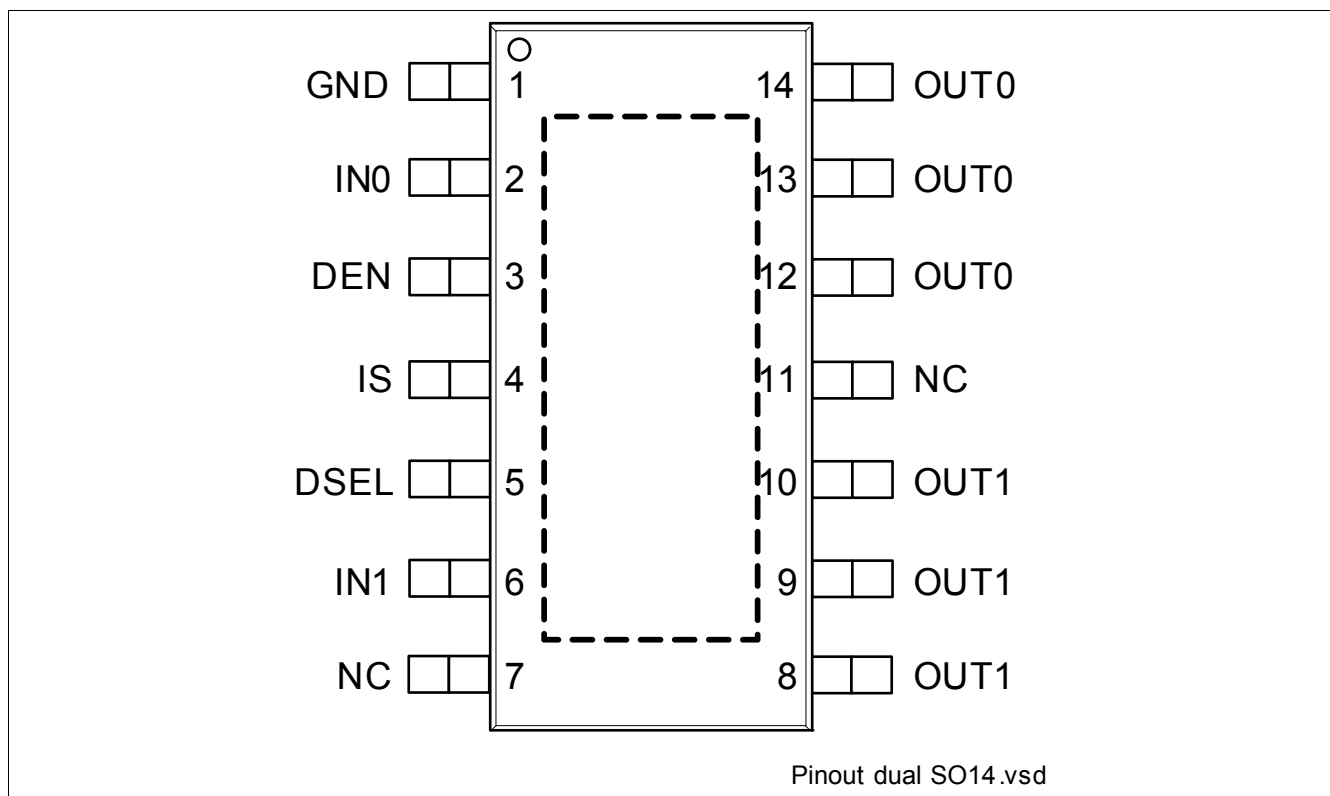 GND 1 14 OUT0
IN0 2 13 OUT0
DEN 3 12 OUT0
IS 4 11 NC
DSEL 5 10 OUT1
IN1 6 9 OUT1
NC 7 8 OUT1
Pinout dual SO14.vsd